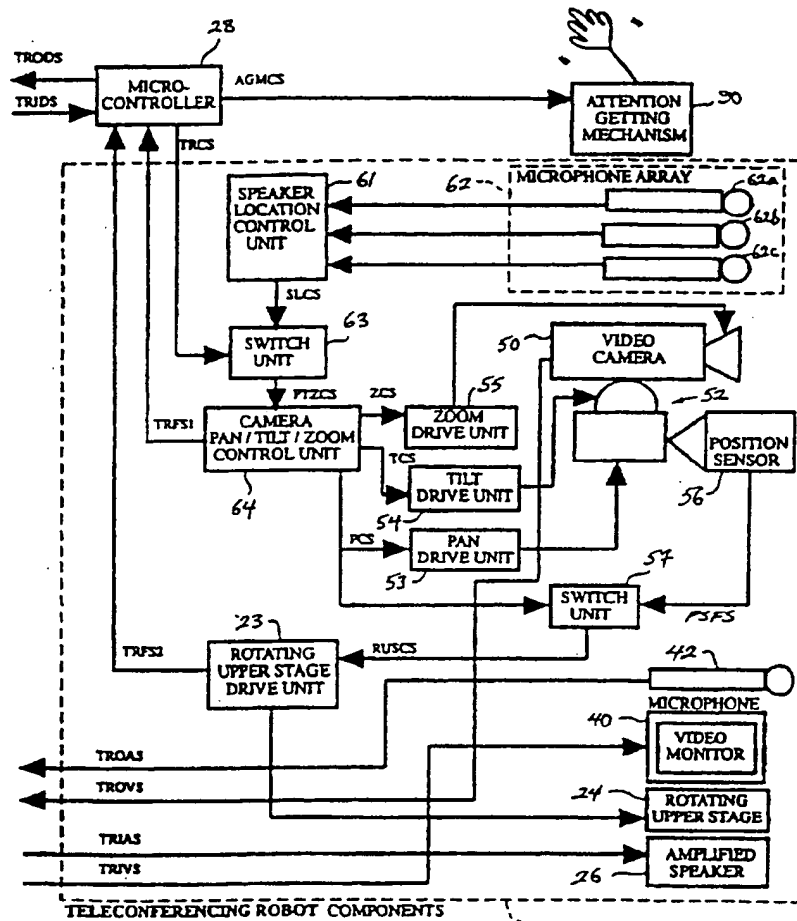 28
TRODS
MICRO-
CONTROLLER
AGMCS
ATTENTION
GETTING
MECHANISM
90
TRIDS
TRCS
61
SPEAKER
LOCATION
CONTROL
UNIT
62
MICROPHONE ARRAY
62a
62b
62c
SLCS
63
SWITCH
UNIT
50
VIDEO
CAMERA
PTZCS
ZCS
55
ZOOM
DRIVE UNIT
52
TRFS1
CAMERA
PAN / TILT / ZOOM
CONTROL UNIT
64
TCS
TILT
DRIVE UNIT
54
POSITION
SENSOR
56
PCS
PAN
DRIVE UNIT
53
57
SWITCH
UNIT
PSFS
TRFS2
23
ROTATING
UPPER STAGE
DRIVE UNIT
RUSCS
42
MICROPHONE
40
VIDEO
MONITOR
TROAS
TROVS
24
ROTATING
UPPER STAGE
TRIAS
26
AMPLIFIED
SPEAKER
TRIVS
TELECONFERENCING ROBOT COMPONENTS